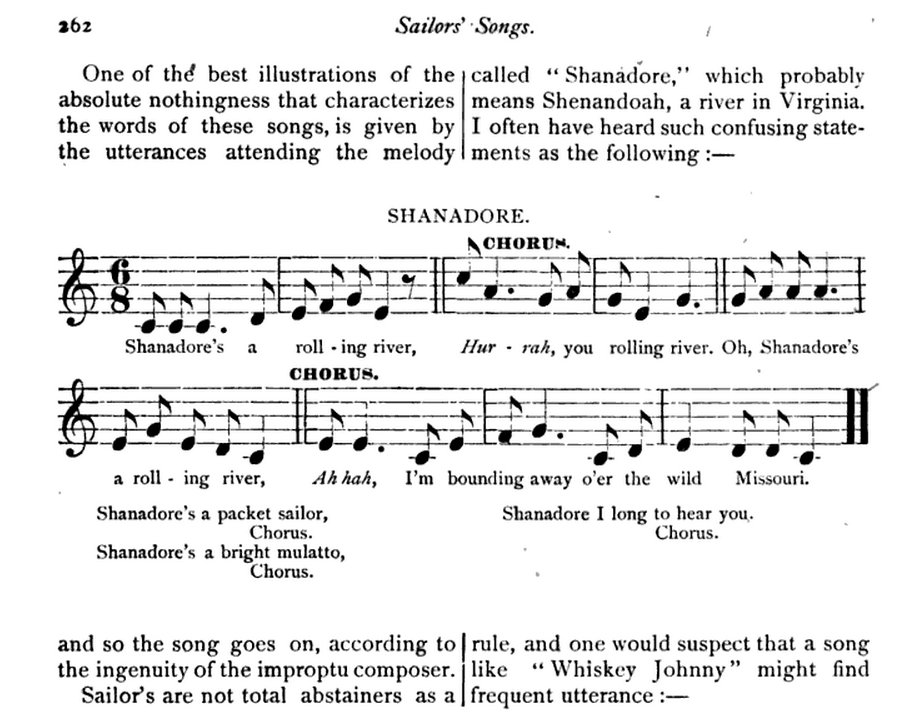 262
Sailors' Songs.
One of the best illustrations of the
absolute nothingness that characterizes
the words of these songs, is given by
the utterances attending the melody
called "Shanadore," which probably
means Shenandoah, a river in Virginia.
I often have heard such confusing state-
ments as the following :—
SHANADORE.
CHORUS.
6
8
Shanadore's a roll - ing river, Hur - rah, you rolling river. Oh, Shanadore's
CHORUS.
a roll - ing river, Ah hah, I'm bounding away o'er the wild Missouri.
Shanadore's a packet sailor,
Chorus.
Shanadore's a bright mulatto,
Chorus.
Shanadore I long to hear you.
Chorus.
and so the song goes on, according to
the ingenuity of the improptu composer.
Sailor's are not total abstainers as a
rule, and one would suspect that a song
like "Whiskey Johnny" might find
frequent utterance :—